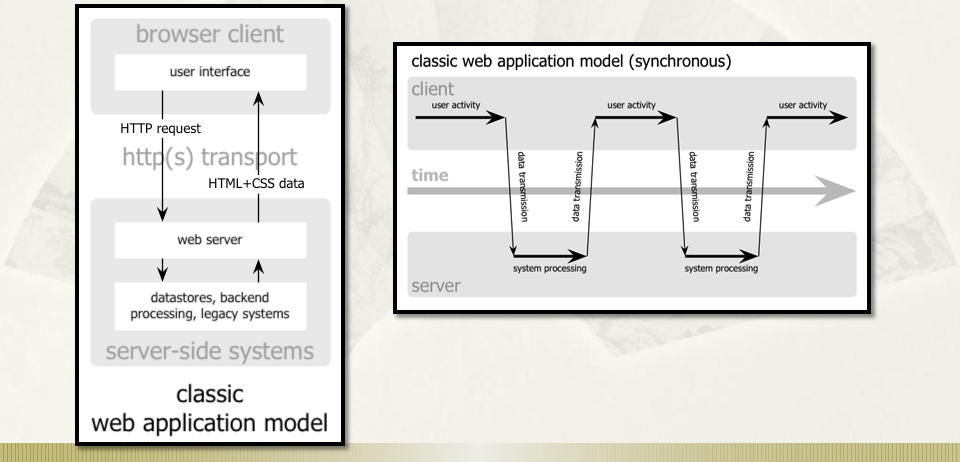 browser client
user interface
HTTP request
http(s) transport
HTML+CSS data
web server
datastores, backend
processing, legacy systems
server-side systems
classic
web application model
classic web application model (synchronous)
client
user activity
user activity
user activity
data transmission
data transmission
data transmission
data transmission
time
system processing
system processing
server